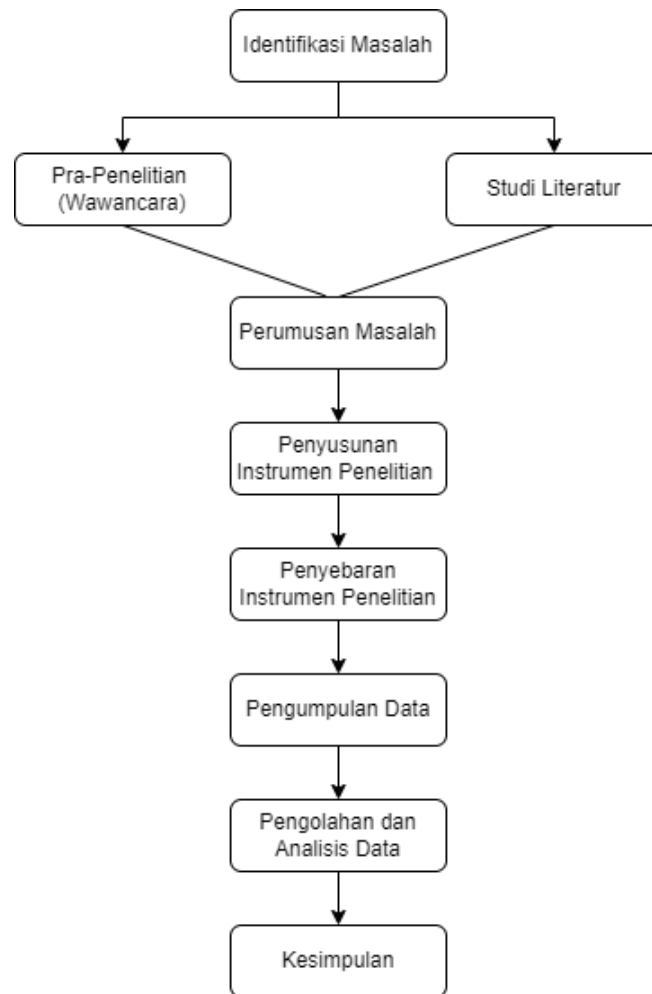 Identifikasi Masalah
Pra-Penelitian
(Wawancara)
Studi Literatur
Perumusan Masalah
Penyusunan
Instrumen Penelitian
Penyebaran
Instrumen Penelitian
Pengumpulan Data
Pengolahan dan
Analisis Data
Kesimpulan